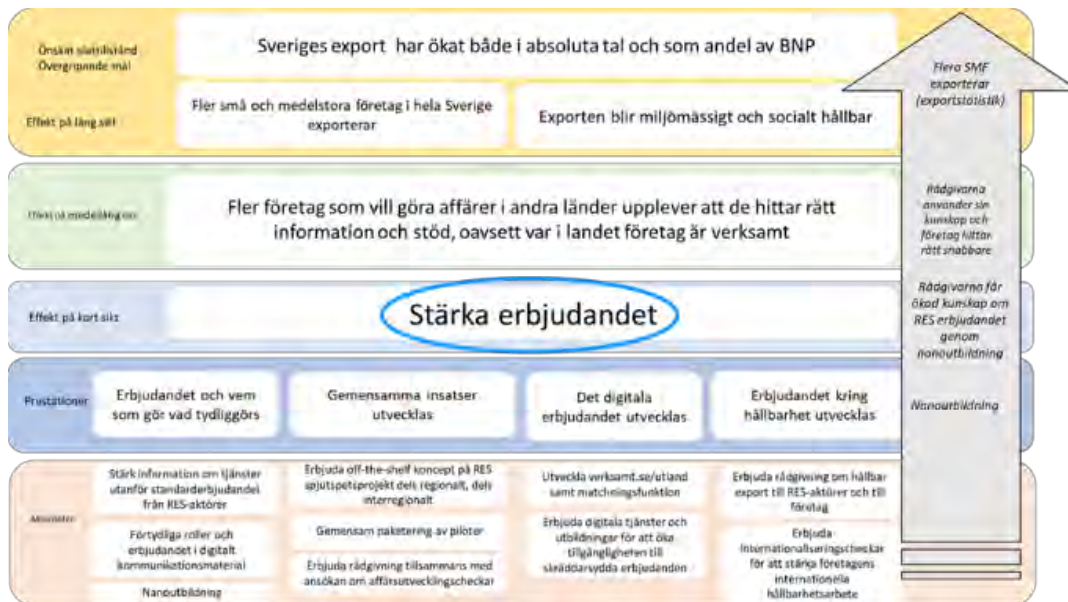 Önskat sluttillstånd
Övergripande mål
Sveriges export har ökat både i absoluta tal och som andel av BNP
Effekt på lång sikt
Fler små och medelstora företag i hela Sverige
exporterar
Exporten blir miljömässigt och socialt hållbar
Effekt på medellång sikt
Fler företag som vill göra affärer i andra länder upplever att de hittar rätt
information och stöd, oavsett var i landet företag är verksamt
Effekt på kort sikt
Stärka erbjudandet
Prestationer
Erbjudandet och vem
som gör vad tydliggörs
Gemensamma insatser
utvecklas
Det digitala
erbjudandet utvecklas
Erbjudandet kring
hållbarhet utvecklas
Aktiviteter
Stärk information om tjänster
utanför standarderbjudandet
från RES-aktörer
Förtydliga roller och
erbjudandet i digitalt
kommunikationsmaterial
Nanoutbildning
Erbjuda off-the-shelf koncept på RES
spjutspetsprojekt dels regionalt, dels
interregionalt
Gemensam paketering av piloter
Erbjuda rådgivning tillsammans med
ansökan om affärsutvecklingscheckar
Utveckla verksamt.se/utland
samt matchningsfunktion
Erbjuda digitala tjänster och
utbildningar för att öka
tillgängligheten till
skräddarsydda erbjudanden
Erbjuda rådgivning om hållbar
export till RES-aktörer och till
företag
Erbjuda
Internationaliseringscheckar
för att stärka företagens
internationella
hållbarhetsarbete
Flera SMF
exporterar
(exportstatistik)
Rådgivarna
använder sin
kunskap och
företag hittar
rätt snabbare
Rådgivarna får
ökad kunskap om
RES erbjudandet
genom
nanoutbildning
Nanoutbildning